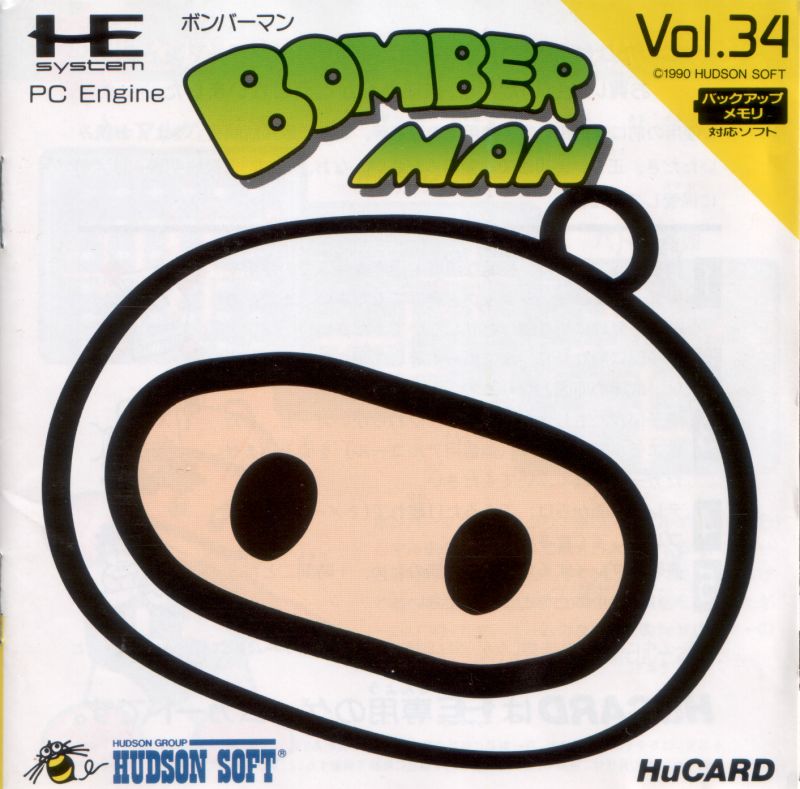 HE
system
PC Engine
ボンバーマン
BOMBER
MAN
Vol.34
©1990 HUDSON SOFT
バックアップ
メモリ
対応ソフト
HUDSON GROUP
HUDSON SOFT®
HuCARD